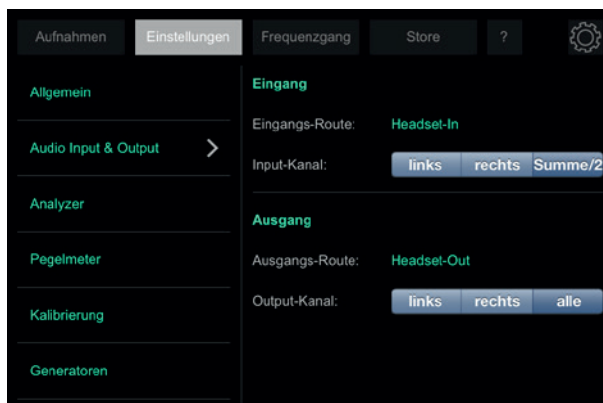 Aufnahmen Einstellungen Frequenzgang Store ?
Allgemein
Audio Input & Output
Analyzer
Pegelmeter
Kalibrierung
Generatoren
Eingang
Eingangs-Route: Headset-In
Input-Kanal: links rechts Summe/2
Ausgang
Ausgangs-Route: Headset-Out
Output-Kanal: links rechts alle